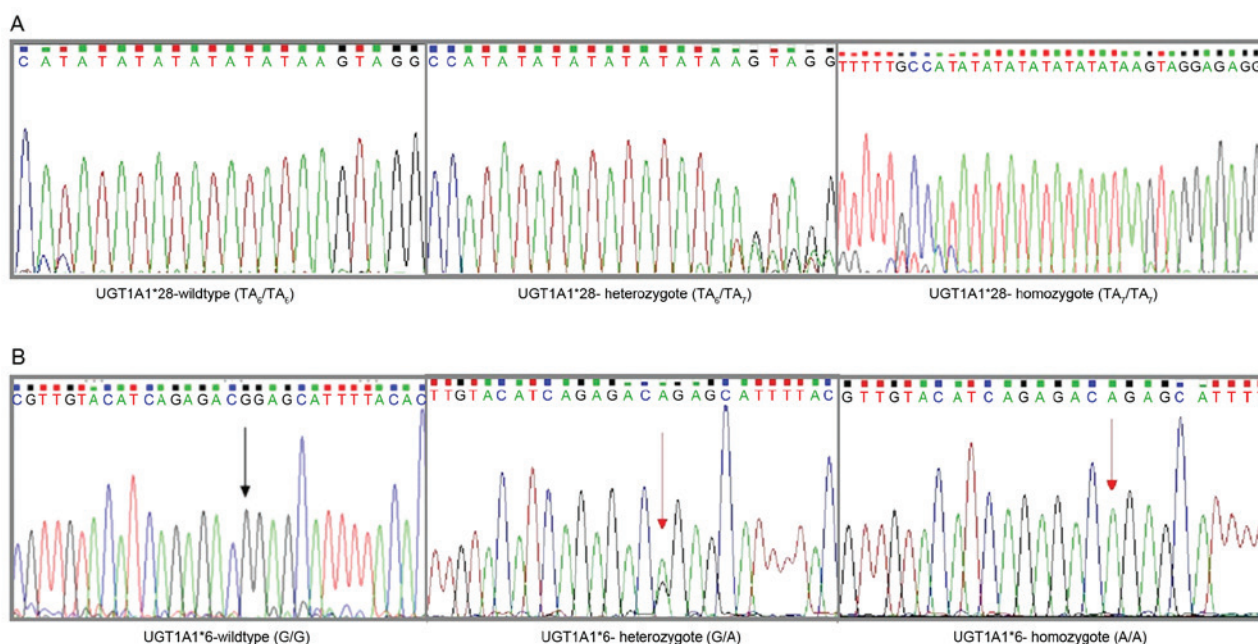 A
C A T A T A T A T A T A T A T A A G T A G G
C C A T A T A T A T A T A T A T A A G T A G G
TTTTTGCCATATATATATATATATAAGTAGGAGAGG
UGT1A1*28-wildtype (TA₆/TA₆)
UGT1A1*28- heterozygote (TA₆/TA₇)
UGT1A1*28- homozygote (TA₇/TA₇)
B
CGTTGTACATCAGAGACGGAGCATTTTACAC
TTGTACATCAGAGACAGAGCATTTTAC
GTTGTACATCAGAGACAGAGCATTTT
UGT1A1*6-wildtype (G/G)
UGT1A1*6- heterozygote (G/A)
UGT1A1*6- homozygote (A/A)